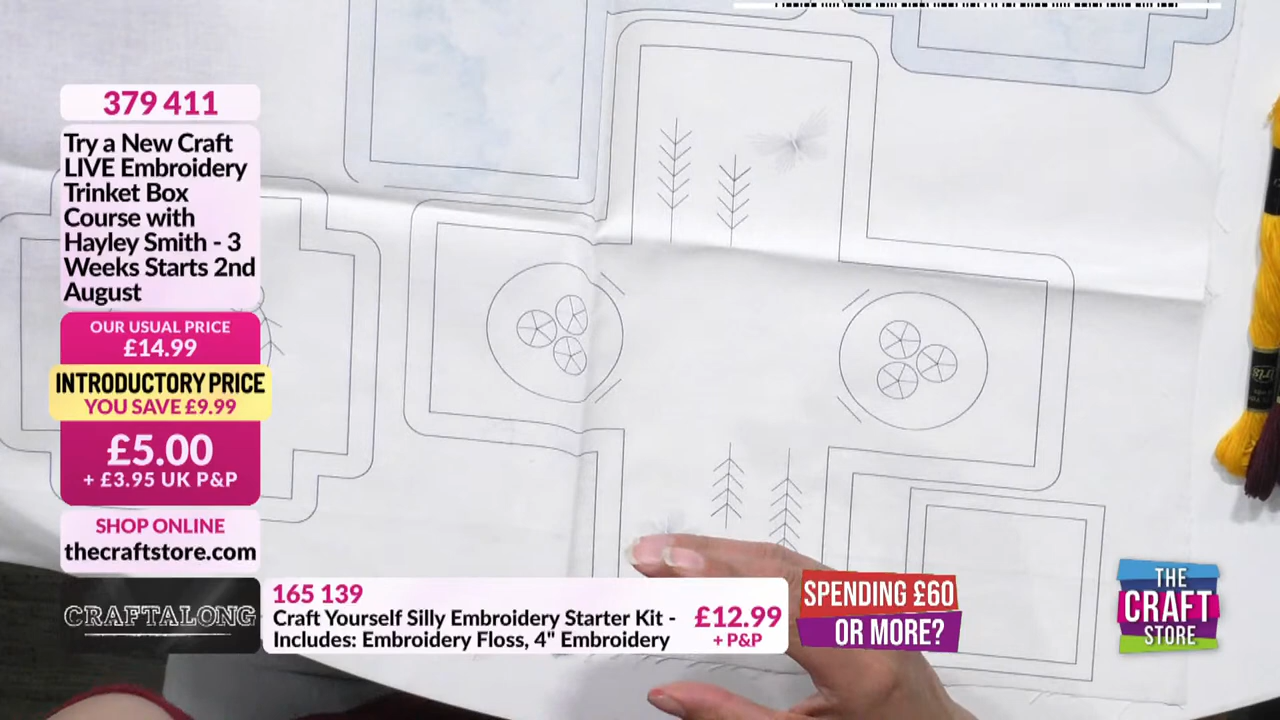 379 411
Try a New Craft
LIVE Embroidery
Trinket Box
Course with
Hayley Smith - 3
Weeks Starts 2nd
August
OUR USUAL PRICE
£14.99
INTRODUCTORY PRICE
YOU SAVE £9.99
£5.00
+ £3.95 UK P&P
SHOP ONLINE
thecraftstore.com
CRAFTALONG
165 139
Craft Yourself Silly Embroidery Starter Kit -
Includes: Embroidery Floss, 4" Embroidery
£12.99
+ P&P
SPENDING £60
OR MORE?
THE
CRAFT
STORE